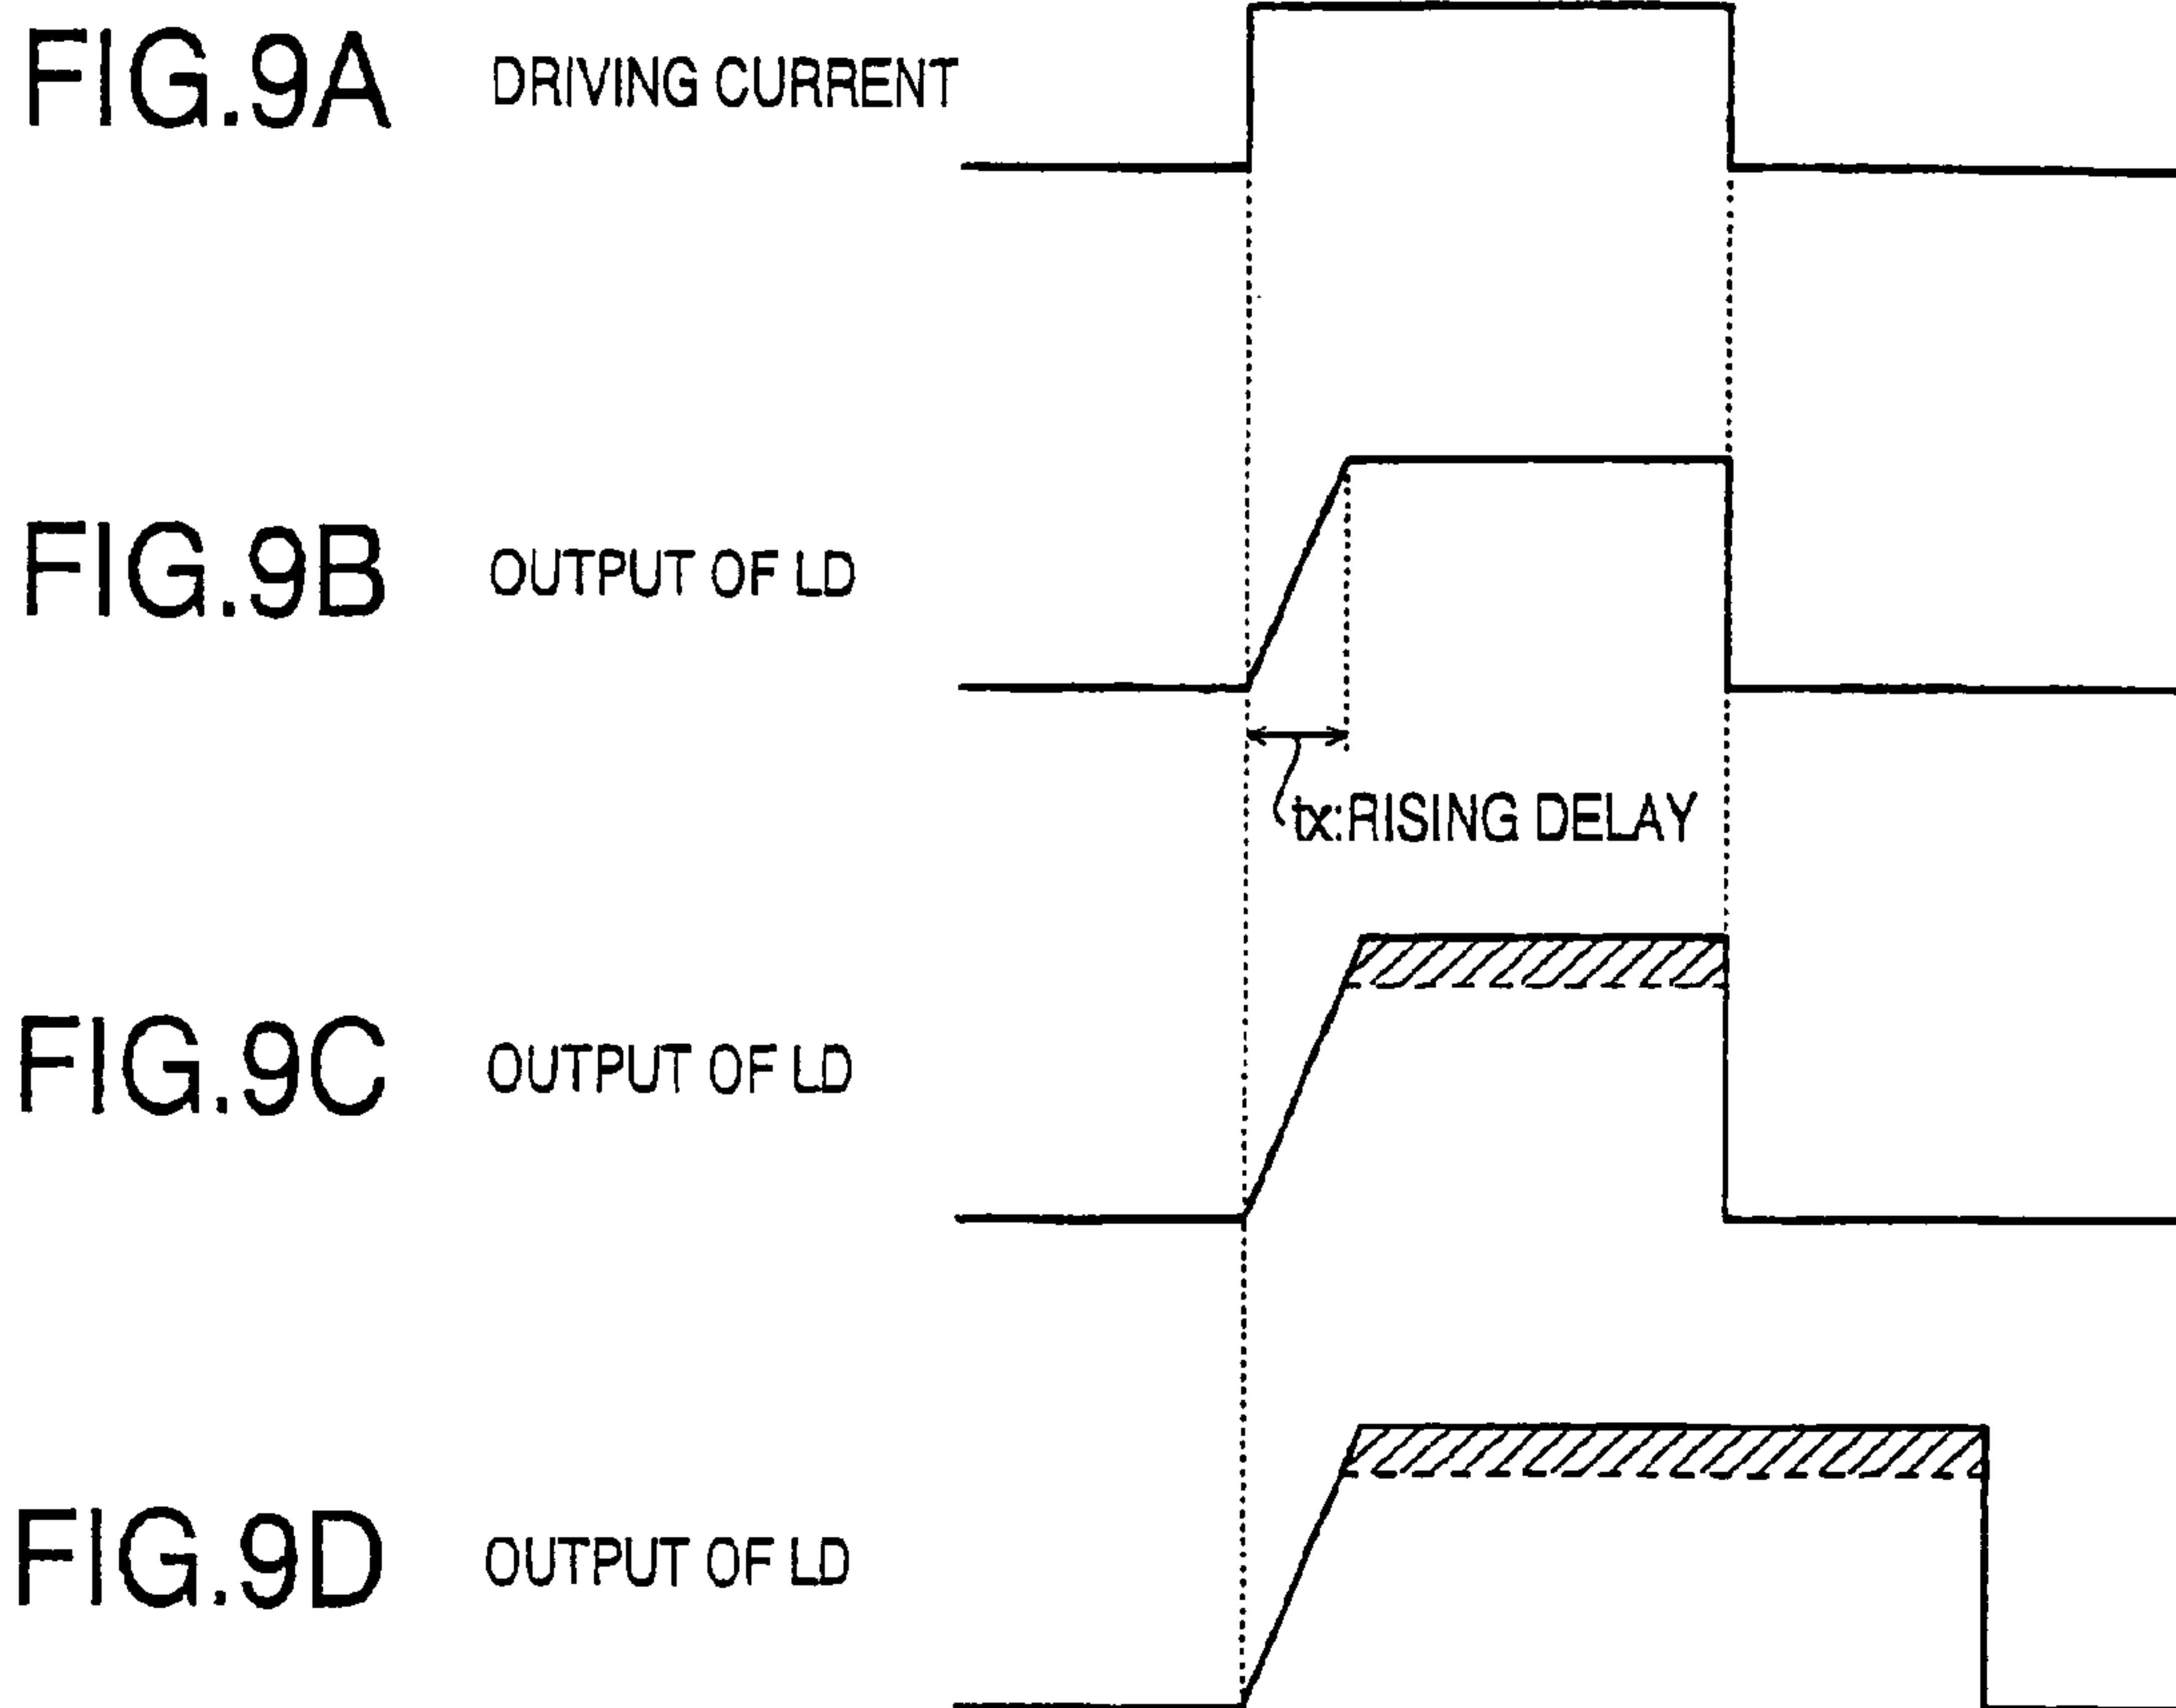 FIG.9A DRIVING CURRENT
FIG.9B OUTPUT OF LD
tx:RISING DELAY
FIG.9C OUTPUT OF LD
FIG.9D OUTPUT OF LD